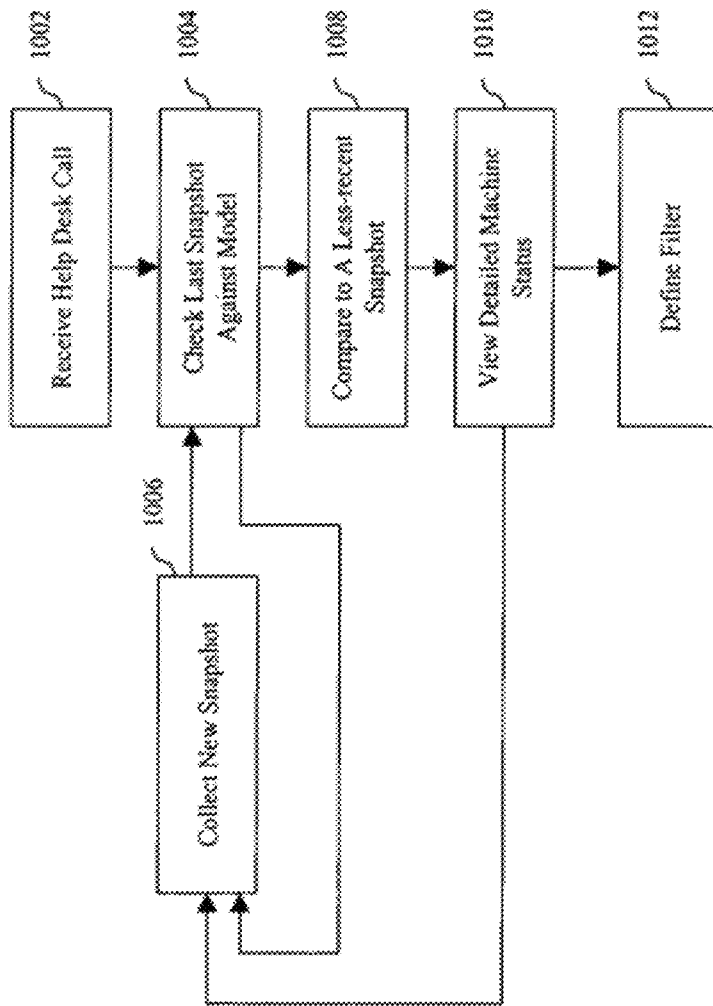 1002
Receive Help Desk Call
1004
Check Last Snapshot
Against Model
1006
Collect New Snapshot
1008
Compare to A Less-recent
Snapshot
1010
View Detailed Machine
Status
1012
Define Filter